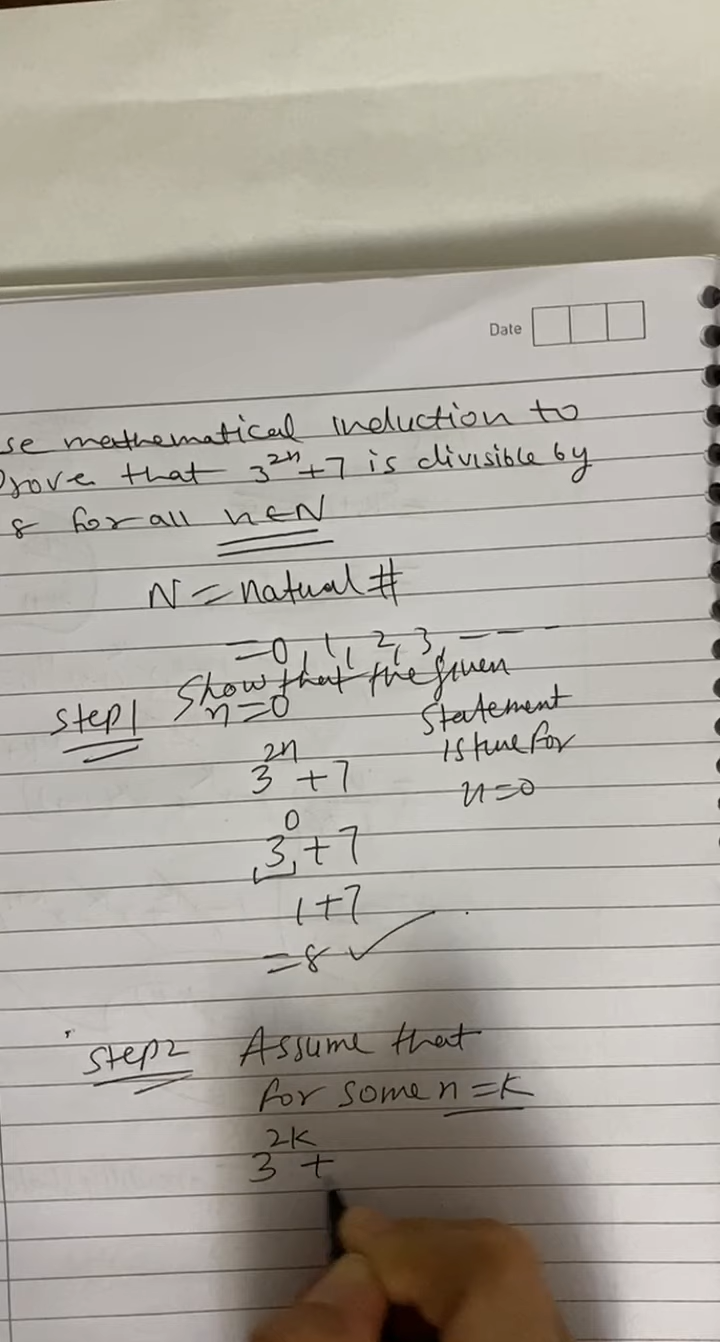 Date
se mathematical induction to
prove that 3^2n + 7 is divisible by
8 for all n∈N
N = natural #
= 0, 1, 2, 3, - - -
Step1 Show that the given
n = 0 statement
is true for
n = 0
3^2n + 7
3^0 + 7
1 + 7
= 8 ✓
Step2 Assume that
for some n = k
3^2k +